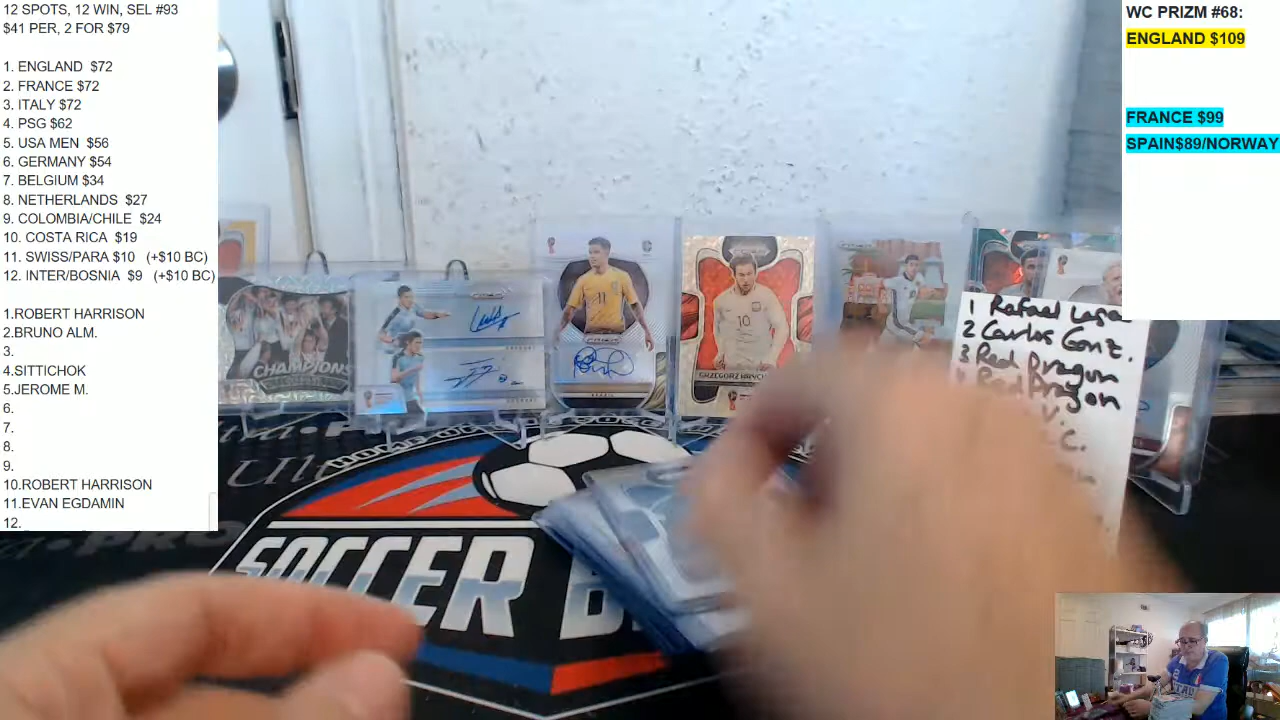 12 SPOTS, 12 WIN, SEL #93
$41 PER, 2 FOR $79
1. ENGLAND $72
2. FRANCE $72
3. ITALY $72
4. PSG $62
5. USA MEN $56
6. GERMANY $54
7. BELGIUM $34
8. NETHERLANDS $27
9. COLOMBIA/CHILE $24
10. COSTA RICA $19
11. SWISS/PARA $10 (+$10 BC)
12. INTER/BOSNIA $9 (+$10 BC)
1.ROBERT HARRISON
2.BRUNO ALM.
3.
4.SITTICHOK
5.JEROME M.
6.
7.
8.
9.
10.ROBERT HARRISON
11.EVAN EGDAMIN
12.
WC PRIZM #68:
ENGLAND $109
FRANCE $99
SPAIN$89/NORWAY
CHAMPIONS
BRAZIL
10
1 Rafael
2 Carlos Gonz.
3 Red Dragon
Red Dragon
C.
SOCCER B